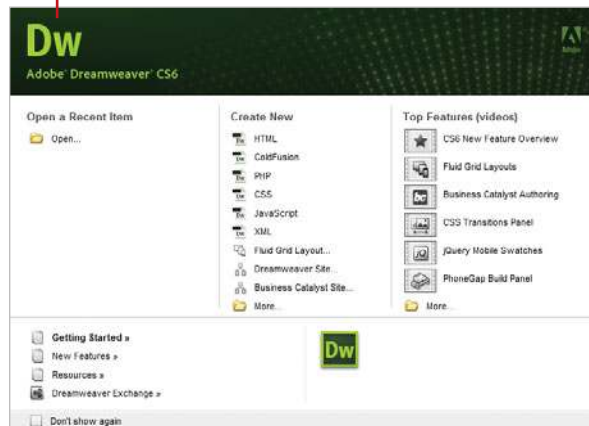 Dw
Adobe® Dreamweaver® CS6
Adobe
Open a Recent Item
Open...
Create New
HTML
ColdFusion
PHP
CSS
JavaScript
XML
Fluid Grid Layout...
Dreamweaver Site...
Business Catalyst Site...
More...
Top Features (videos)
CS6 New Feature Overview
Fluid Grid Layouts
Business Catalyst Authoring
CSS Transitions Panel
jQuery Mobile Swatches
PhoneGap Build Panel
More...
Getting Started »
New Features »
Resources »
Dreamweaver Exchange »
Dw
Don't show again